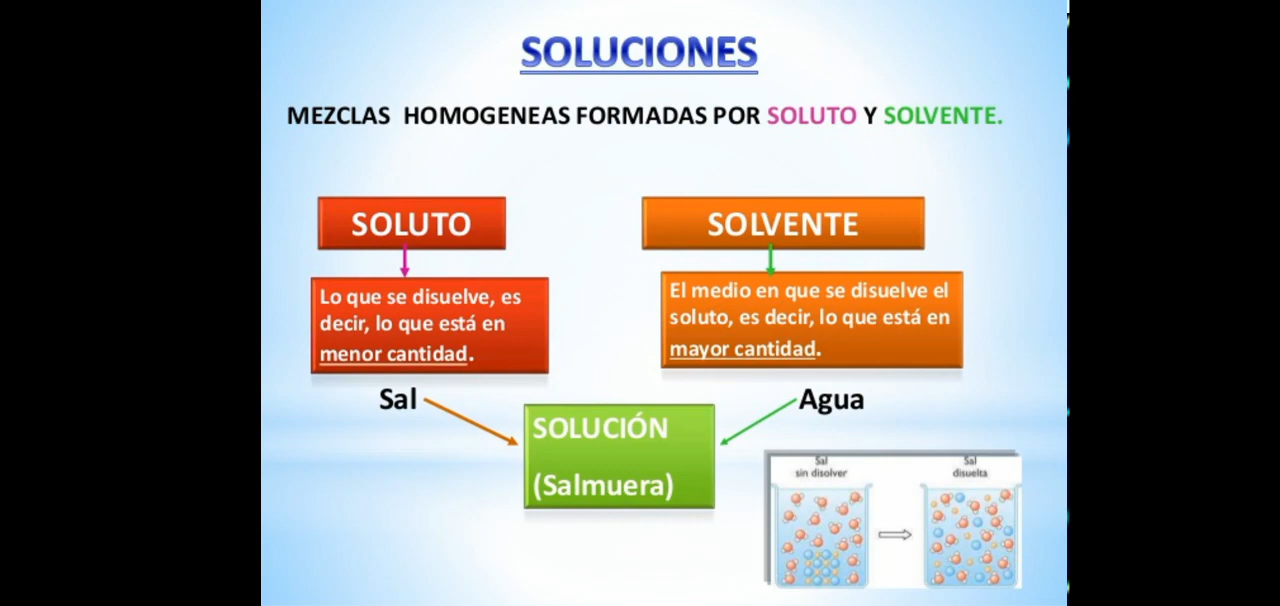 SOLUCIONES
MEZCLAS HOMOGENEAS FORMADAS POR SOLUTO Y SOLVENTE.
SOLUTO
Lo que se disuelve, es
decir, lo que está en
menor cantidad.
SOLVENTE
El medio en que se disuelve el
soluto, es decir, lo que está en
mayor cantidad.
Sal
Agua
SOLUCIÓN
(Salmuera)
Sal
sin disolver
Sal
disuelta